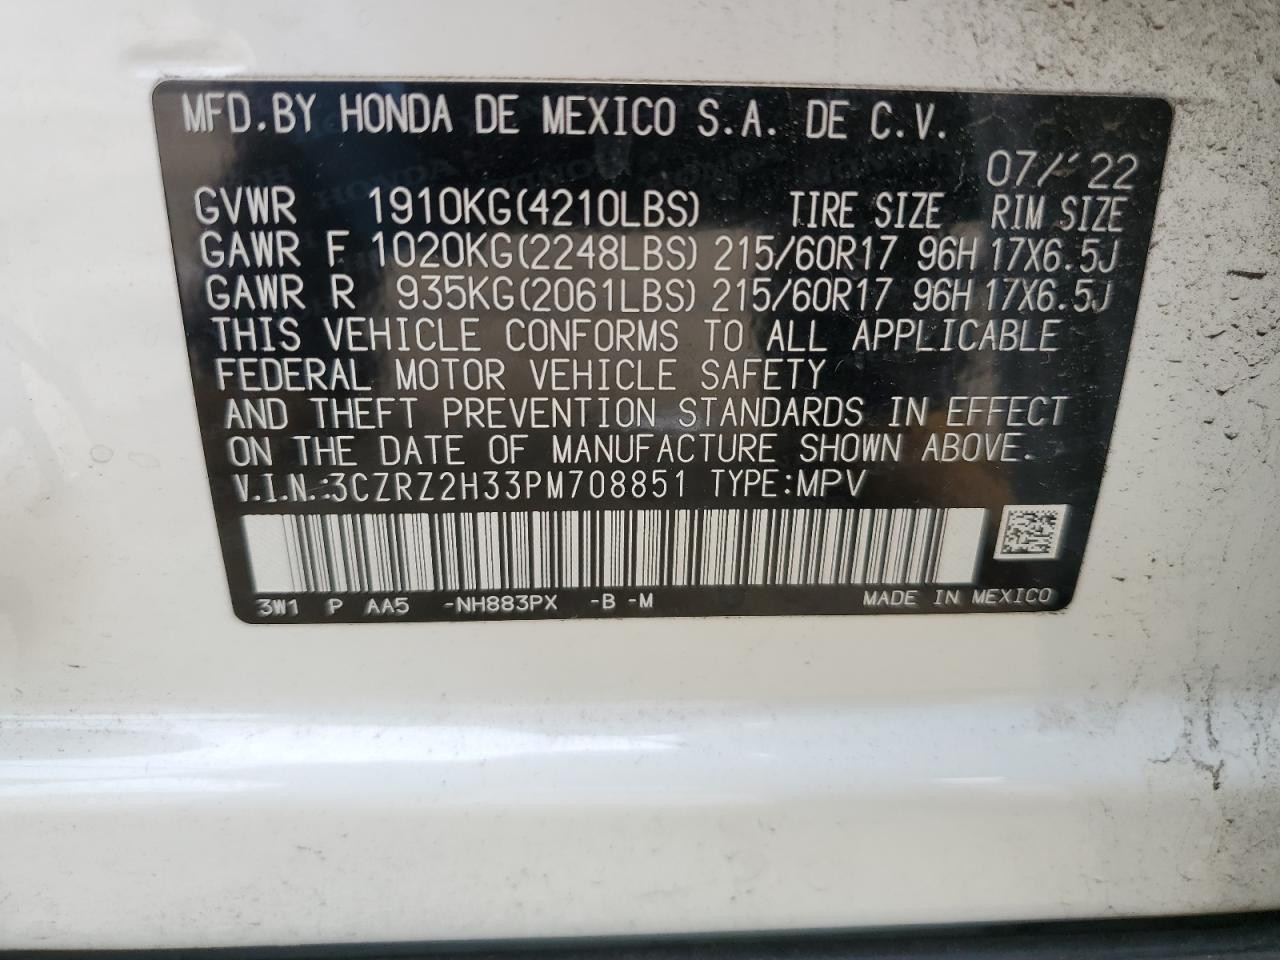 MFD.BY HONDA DE MEXICO S.A. DE C.V.
07/22
GVWR 1910KG(4210LBS) TIRE SIZE RIM SIZE
GAWR F 1020KG(2248LBS) 215/60R17 96H 17X6.5J
GAWR R 935KG(2061LBS) 215/60R17 96H 17X6.5J
THIS VEHICLE CONFORMS TO ALL APPLICABLE
FEDERAL MOTOR VEHICLE SAFETY
AND THEFT PREVENTION STANDARDS IN EFFECT
ON THE DATE OF MANUFACTURE SHOWN ABOVE.
V.I.N.:3CZRZ2H33PM708851 TYPE:MPV
3W1 P AA5 -NH883PX -B -M MADE IN MEXICO